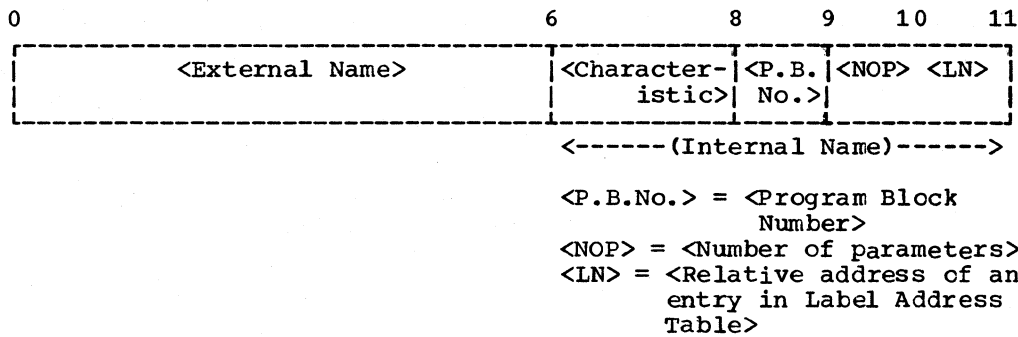 0 6 8 9 10 11
<External Name> <Character- <P.B. <NOP> <LN>
istic> No.>
<------(Internal Name)------>
<P.B.No.> = <Program Block
Number>
<NOP> = <Number of parameters>
<LN> = <Relative address of an
entry in Label Address
Table>